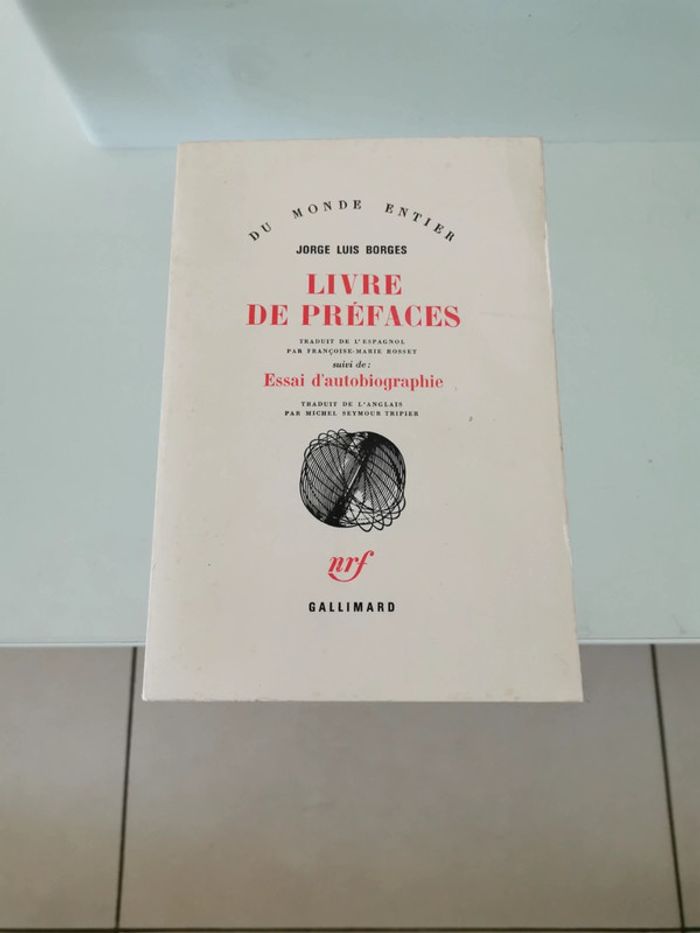 DU MONDE ENTIER
JORGE LUIS BORGES
LIVRE
DE PRÉFACES
TRADUIT DE L'ESPAGNOL
PAR FRANÇOISE-MARIE ROSSET
suivi de :
Essai d'autobiographie
TRADUIT DE L'ANGLAIS
PAR MICHEL SEYMOUR TRIPIER
nrf
GALLIMARD